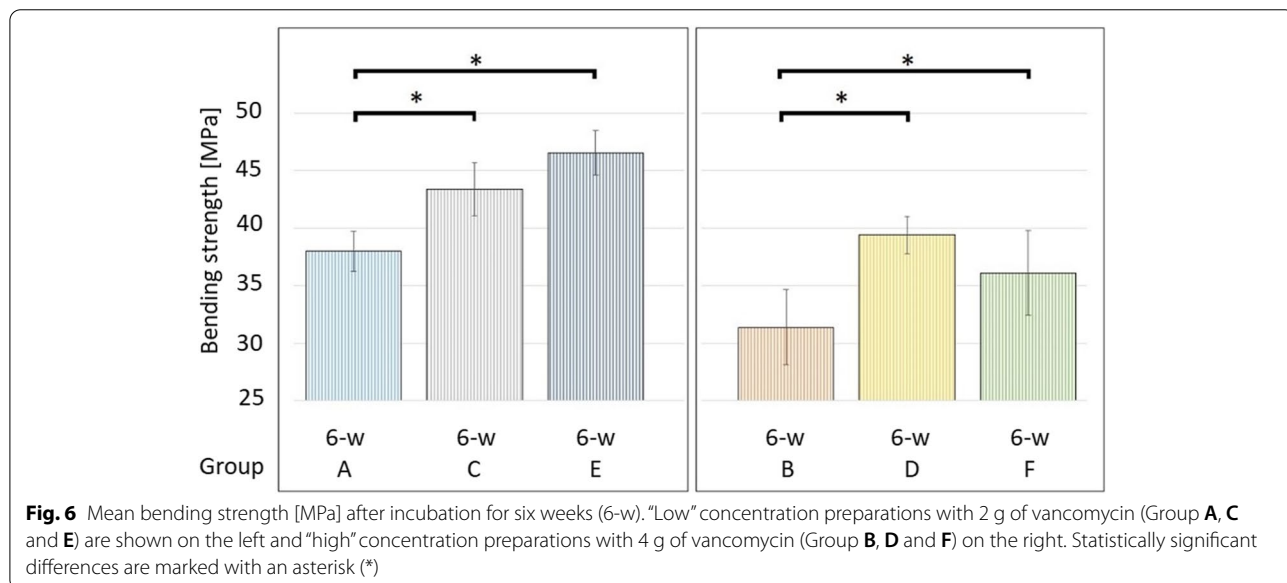 *
*
*
*
Bending strength [MPa]
50
45
40
35
30
25
6-w 6-w 6-w 6-w 6-w 6-w
Group A C E B D F
Fig. 6 Mean bending strength [MPa] after incubation for six weeks (6-w). “Low” concentration preparations with 2 g of vancomycin (Group A, C
and E) are shown on the left and “high” concentration preparations with 4 g of vancomycin (Group B, D and F) on the right. Statistically significant
differences are marked with an asterisk (*)